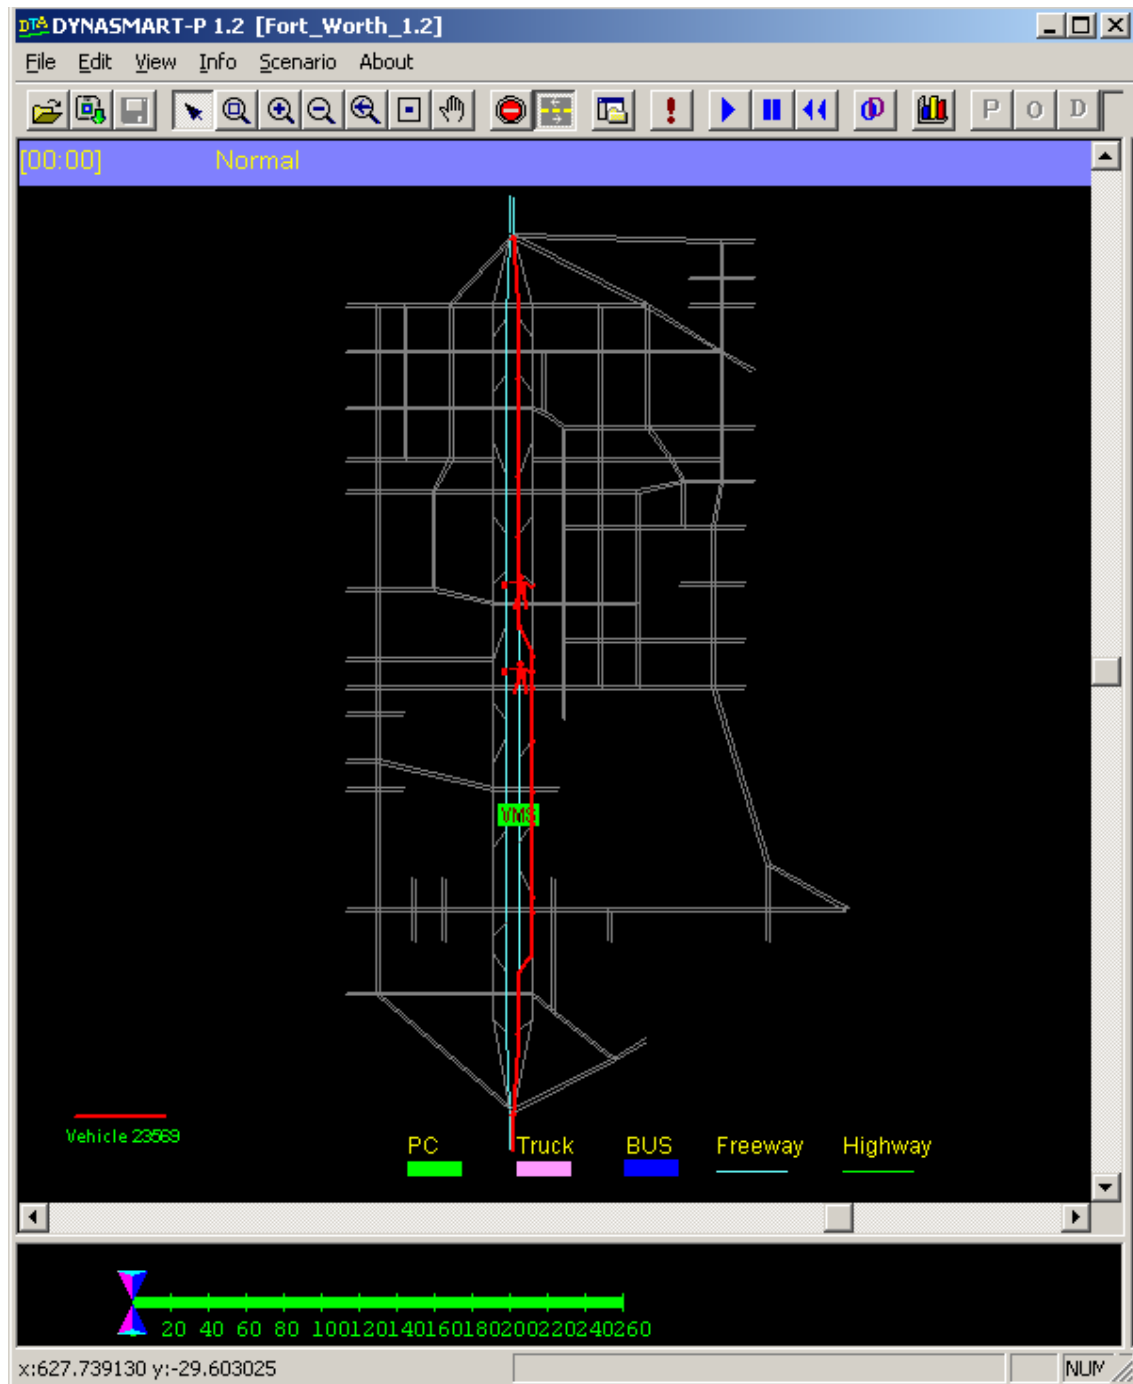 DTA DYNASMART-P 1.2 [Fort_Worth_1.2]
File Edit View Info Scenario About
P O D
[00:00] Normal
VMS
Vehicle 23569
PC Truck BUS Freeway Highway
20 40 60 80 100120140160180200220240260
x:627.739130 y:-29.603025 NUM